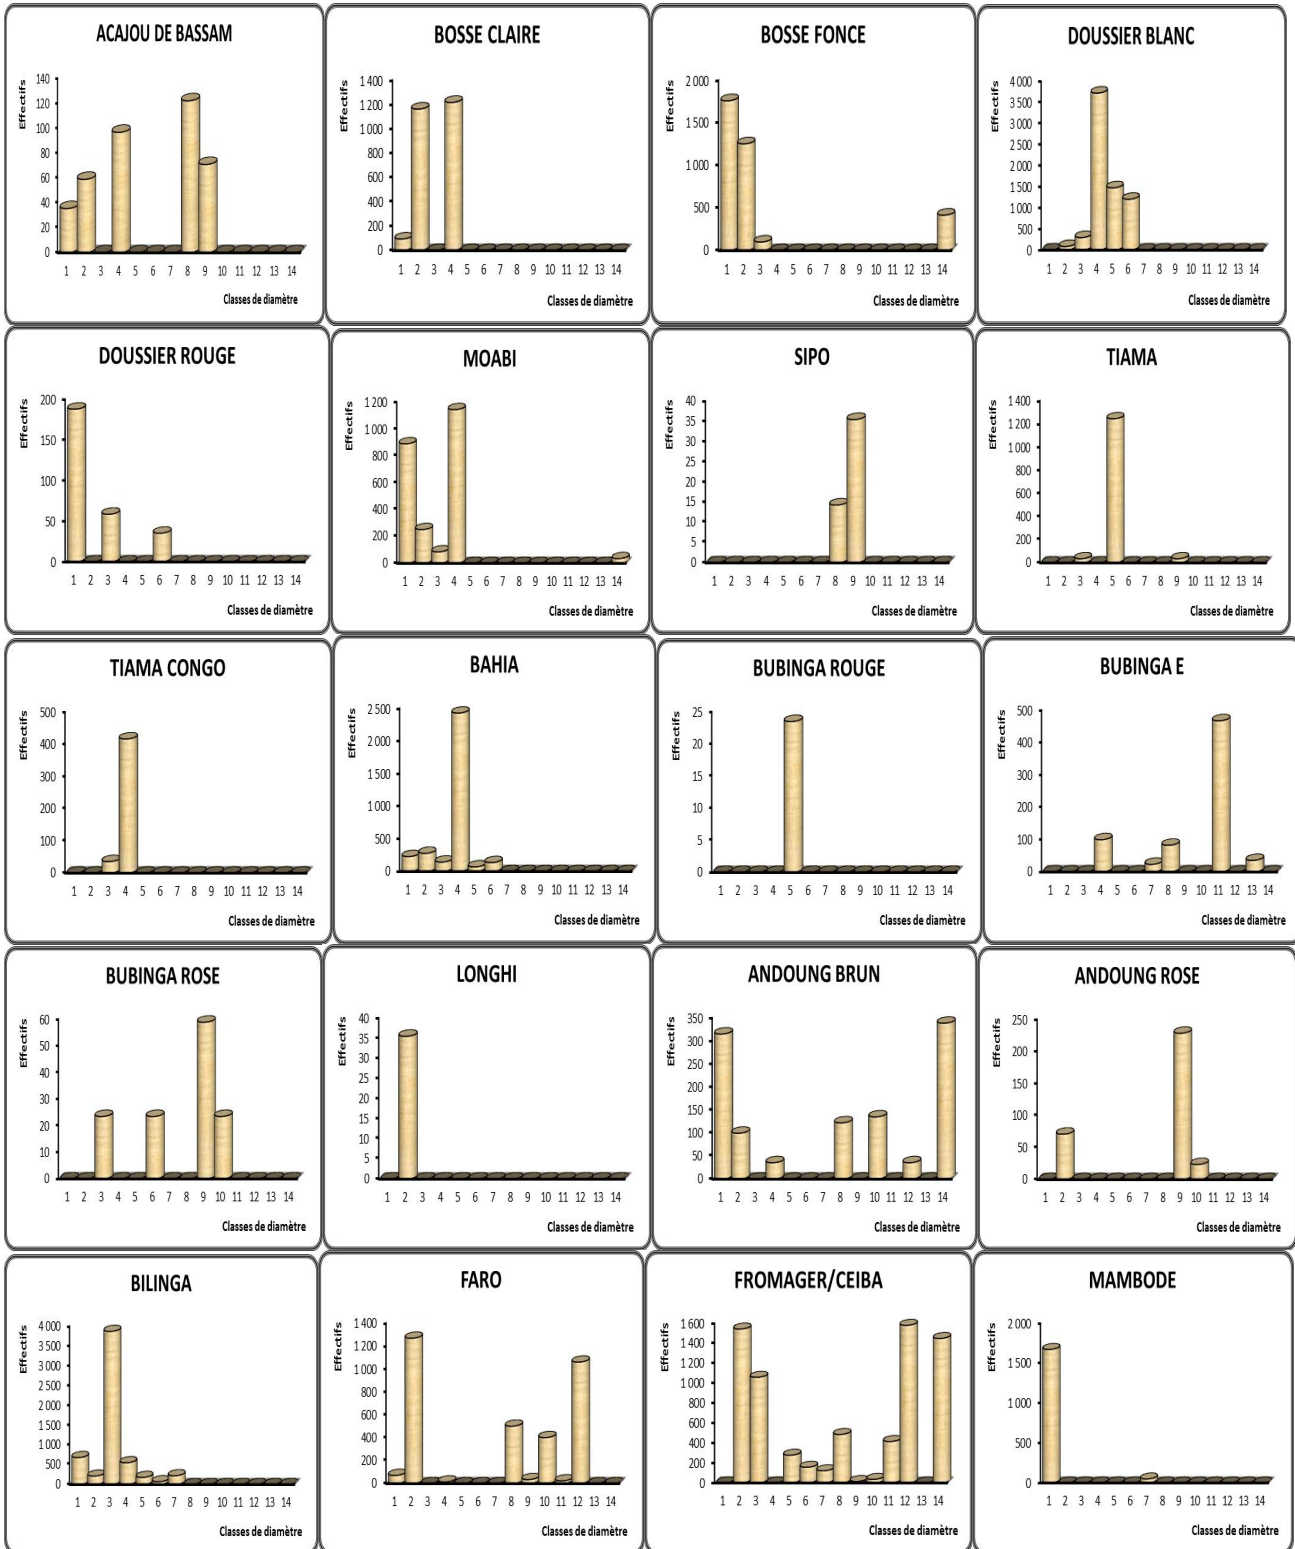 ACAJOU DE BASSAM
Effectifs
140
120
100
80
60
40
20
0
1 2 3 4 5 6 7 8 9 10 11 12 13 14
Classes de diamètre
BOSSE CLAIRE
Effectifs
1 400
1 200
1 000
800
600
400
200
0
1 2 3 4 5 6 7 8 9 10 11 12 13 14
Classes de diamètre
BOSSE FONCE
Effectifs
2 000
1 500
1 000
500
0
1 2 3 4 5 6 7 8 9 10 11 12 13 14
Classes de diamètre
DOUSSIER BLANC
Effectifs
4 000
3 500
3 000
2 500
2 000
1 500
1 000
500
0
1 2 3 4 5 6 7 8 9 10 11 12 13 14
Classes de diamètre
DOUSSIER ROUGE
Effectifs
200
150
100
50
0
1 2 3 4 5 6 7 8 9 10 11 12 13 14
Classes de diamètre
MOABI
Effectifs
1 200
1 000
800
600
400
200
0
1 2 3 4 5 6 7 8 9 10 11 12 13 14
Classes de diamètre
SIPO
Effectifs
40
35
30
25
20
15
10
5
0
1 2 3 4 5 6 7 8 9 10 11 12 13 14
Classes de diamètre
TIAMA
Effectifs
1 400
1 200
1 000
800
600
400
200
0
1 2 3 4 5 6 7 8 9 10 11 12 13 14
Classes de diamètre
TIAMA CONGO
Effectifs
500
400
300
200
100
0
1 2 3 4 5 6 7 8 9 10 11 12 13 14
Classes de diamètre
BAHIA
Effectifs
2 500
2 000
1 500
1 000
500
0
1 2 3 4 5 6 7 8 9 10 11 12 13 14
Classes de diamètre
BUBINGA ROUGE
Effectifs
25
20
15
10
5
0
1 2 3 4 5 6 7 8 9 10 11 12 13 14
Classes de diamètre
BUBINGA E
Effectifs
500
400
300
200
100
0
1 2 3 4 5 6 7 8 9 10 11 12 13 14
Classes de diamètre
BUBINGA ROSE
Effectifs
60
50
40
30
20
10
0
1 2 3 4 5 6 7 8 9 10 11 12 13 14
Classes de diamètre
LONGHI
Effectifs
40
35
30
25
20
15
10
5
0
1 2 3 4 5 6 7 8 9 10 11 12 13 14
Classes de diamètre
ANDOUNG BRUN
Effectifs
350
300
250
200
150
100
50
0
1 2 3 4 5 6 7 8 9 10 11 12 13 14
Classes de diamètre
ANDOUNG ROSE
Effectifs
250
200
150
100
50
0
1 2 3 4 5 6 7 8 9 10 11 12 13 14
Classes de diamètre
BILINGA
Effectifs
4 000
3 500
3 000
2 500
2 000
1 500
1 000
500
0
1 2 3 4 5 6 7 8 9 10 11 12 13 14
Classes de diamètre
FARO
Effectifs
1 400
1 200
1 000
800
600
400
200
0
1 2 3 4 5 6 7 8 9 10 11 12 13 14
Classes de diamètre
FROMAGER/CEIBA
Effectifs
1 600
1 400
1 200
1 000
800
600
400
200
0
1 2 3 4 5 6 7 8 9 10 11 12 13 14
Classes de diamètre
MAMBODE
Effectifs
2 000
1 500
1 000
500
0
1 2 3 4 5 6 7 8 9 10 11 12 13 14
Classes de diamètre